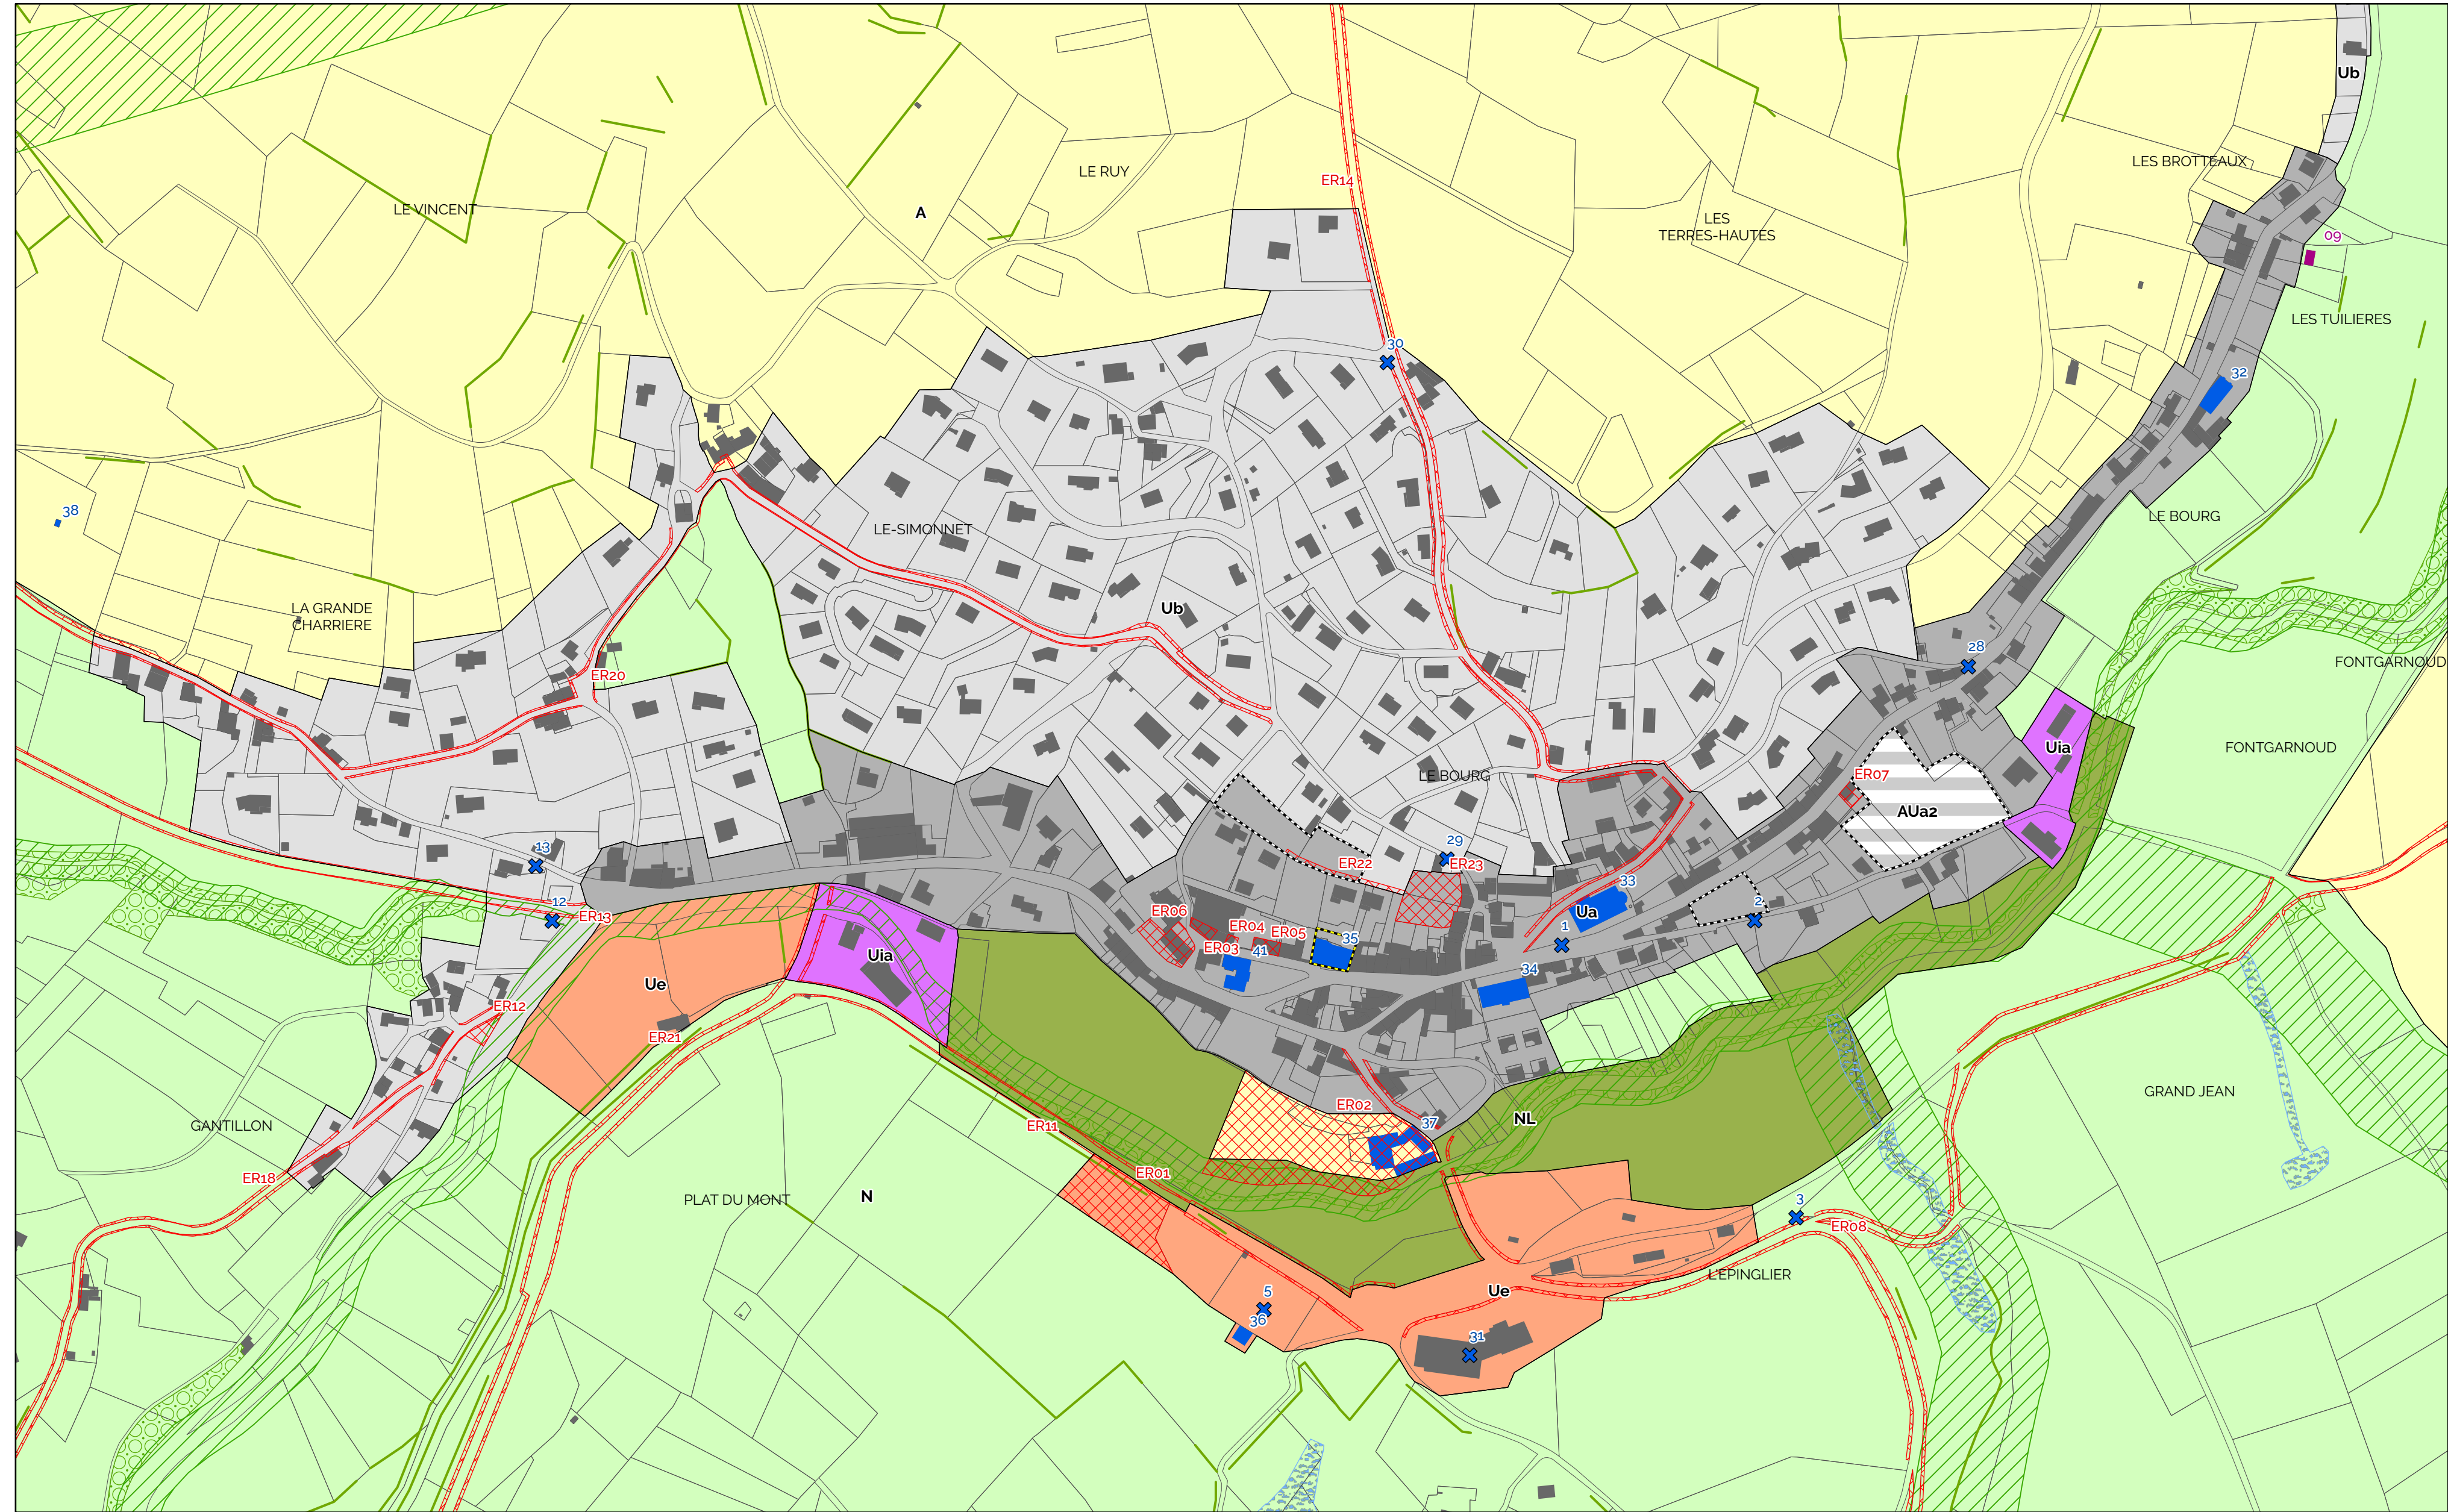 Ub
LES BROTTEAUX
LE RUY
ER14
LE VINCENT
A
LES
TERRES-HAUTES
09
LES TUILIERES
30
32
38
LE-SIMONNET
LE BOURG
LA GRANDE
CHARRIERE
Ub
28
FONTGARNOUD
ER20
Uia
FONTGARNOUD
LE BOURG
ER07
AUa2
13
29
ER22
ER23
33
12
ER13
ER06
Ua
2
ER04
ER05
35
1
ER03
41
Uia
34
Ue
ER12
ER21
GRAND JEAN
ER02
37
NL
GANTILLON
ER11
ER18
ER01
PLAT DU MONT
N
3
ER08
L'EPINGLIER
5
Ue
36
31